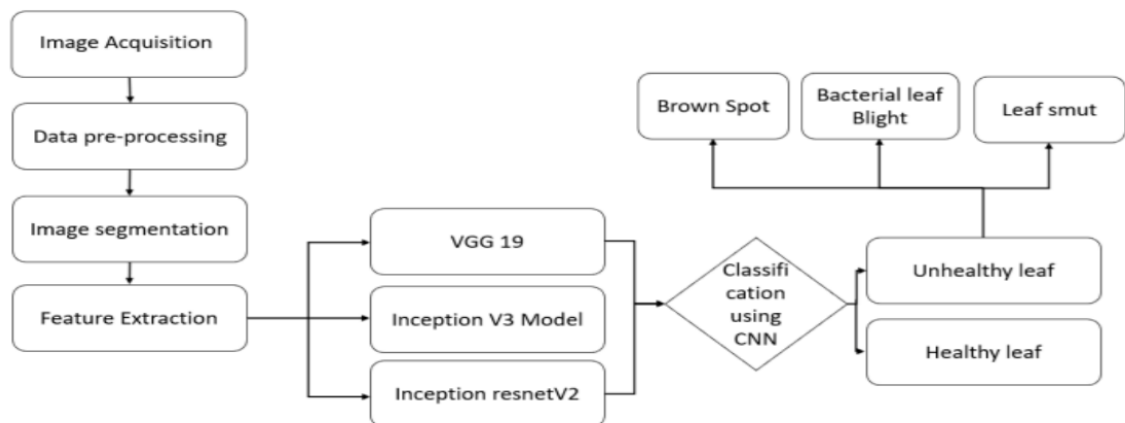 Image Acquisition
Data pre-processing
Image segmentation
Feature Extraction
VGG 19
Inception V3 Model
Inception resnetV2
Classifi
cation
using
CNN
Unhealthy leaf
Healthy leaf
Brown Spot
Bacterial leaf
Blight
Leaf smut